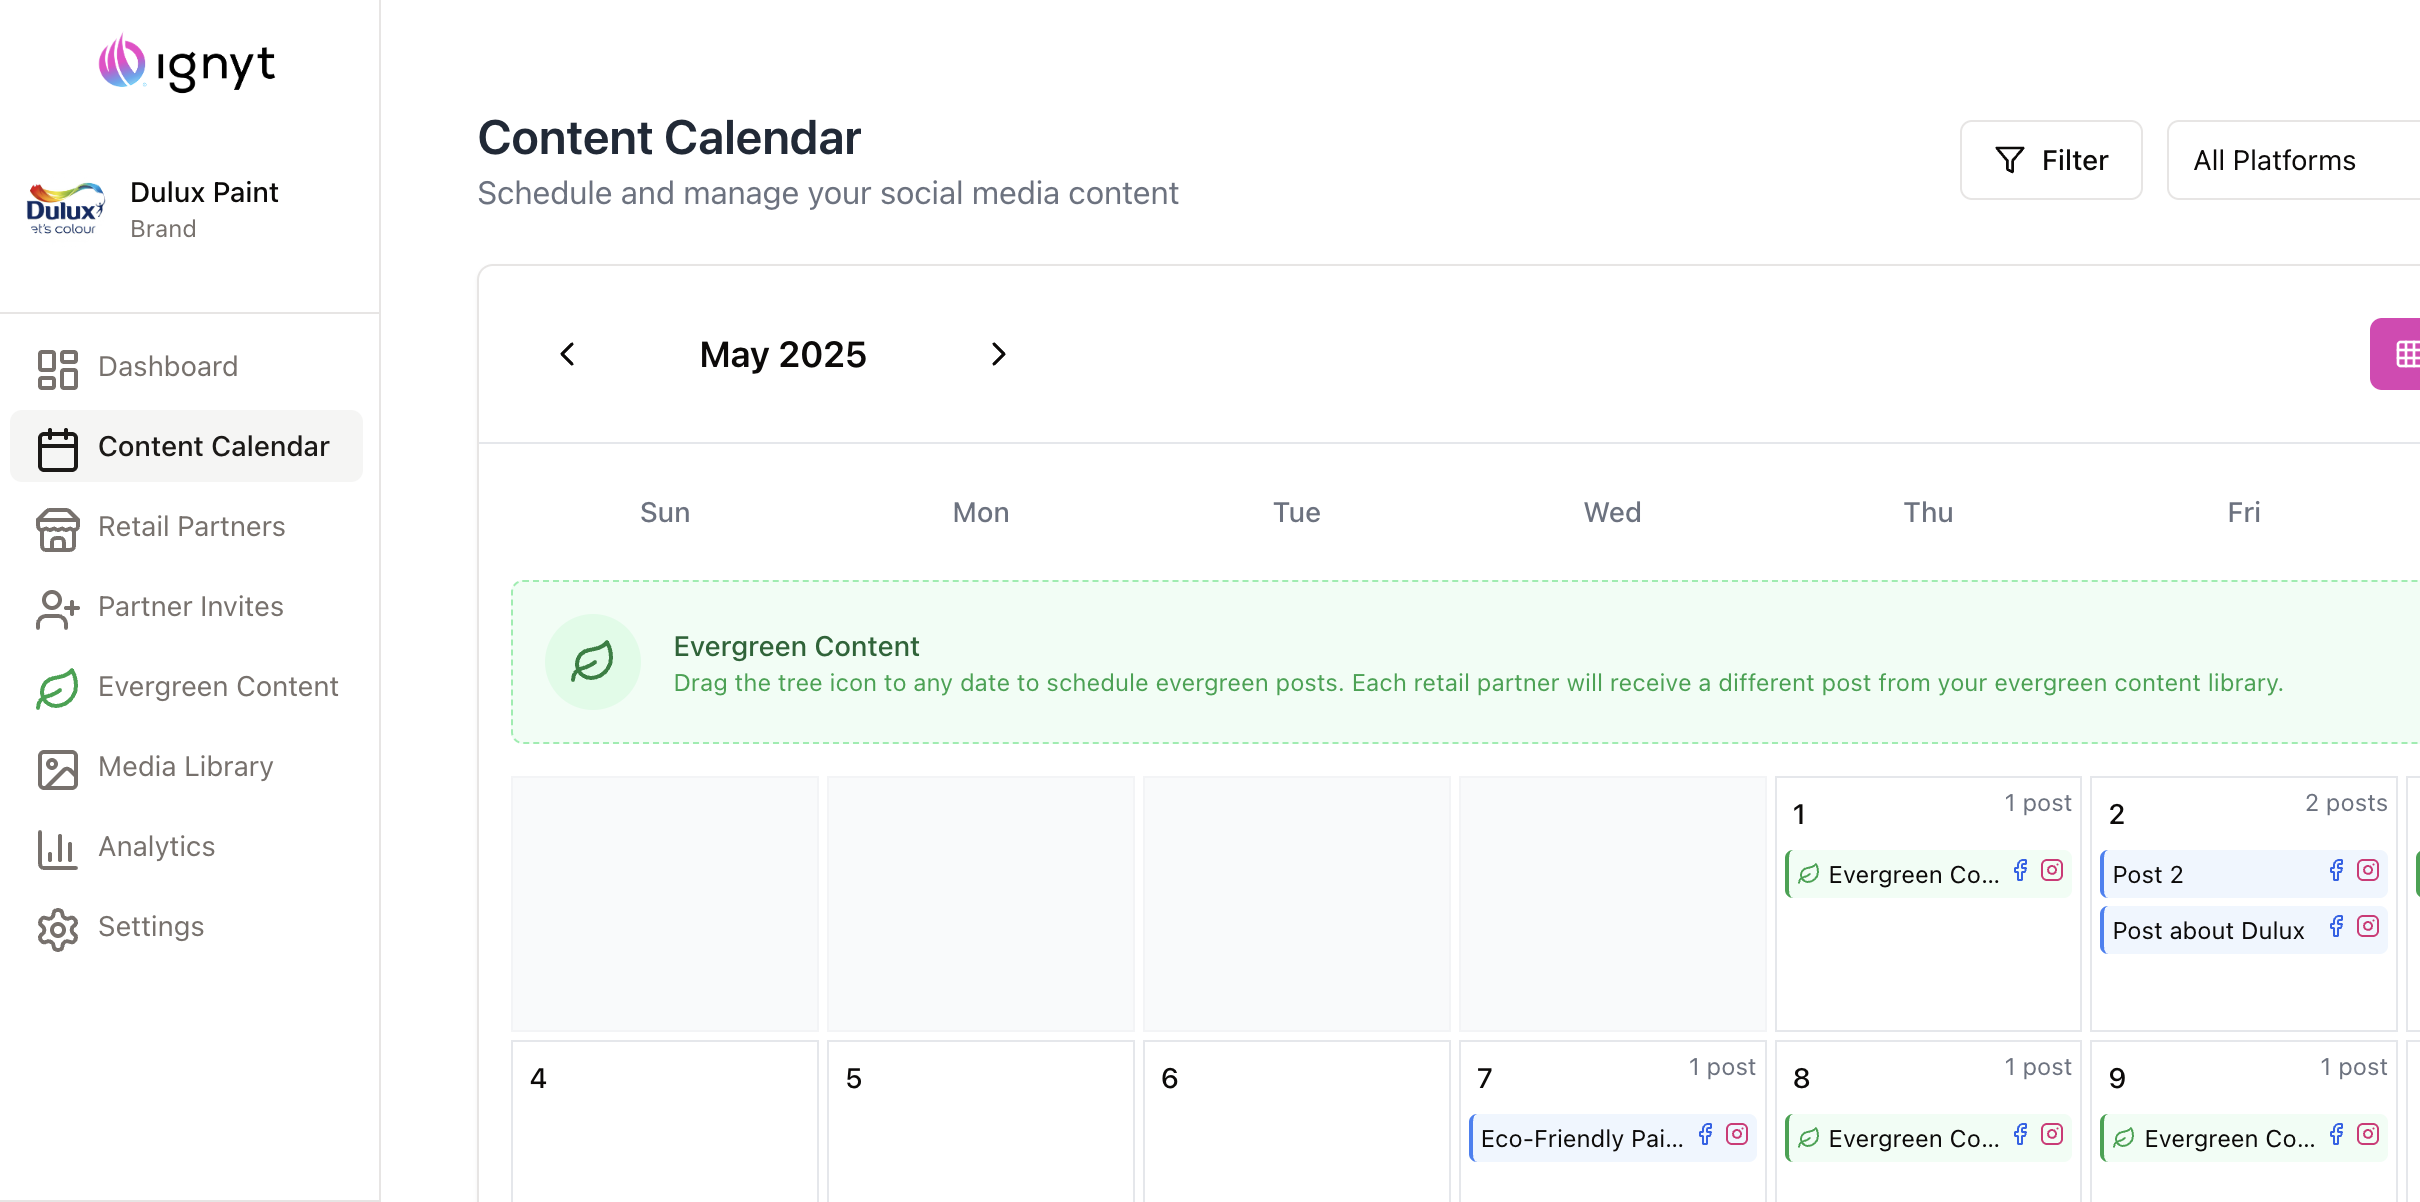 ignyt
Dulux
et's colour
Dulux Paint
Brand
Dashboard
Content Calendar
Retail Partners
Partner Invites
Evergreen Content
Media Library
Analytics
Settings
Content Calendar
Schedule and manage your social media content
Filter
All Platforms
May 2025
Sun Mon Tue Wed Thu Fri
Evergreen Content
Drag the tree icon to any date to schedule evergreen posts. Each retail partner will receive a different post from your evergreen content library.
1 1 post
Evergreen Co...
2 2 posts
Post 2
Post about Dulux
4
5
6
7 1 post
Eco-Friendly Pai...
8 1 post
Evergreen Co...
9 1 post
Evergreen Co...